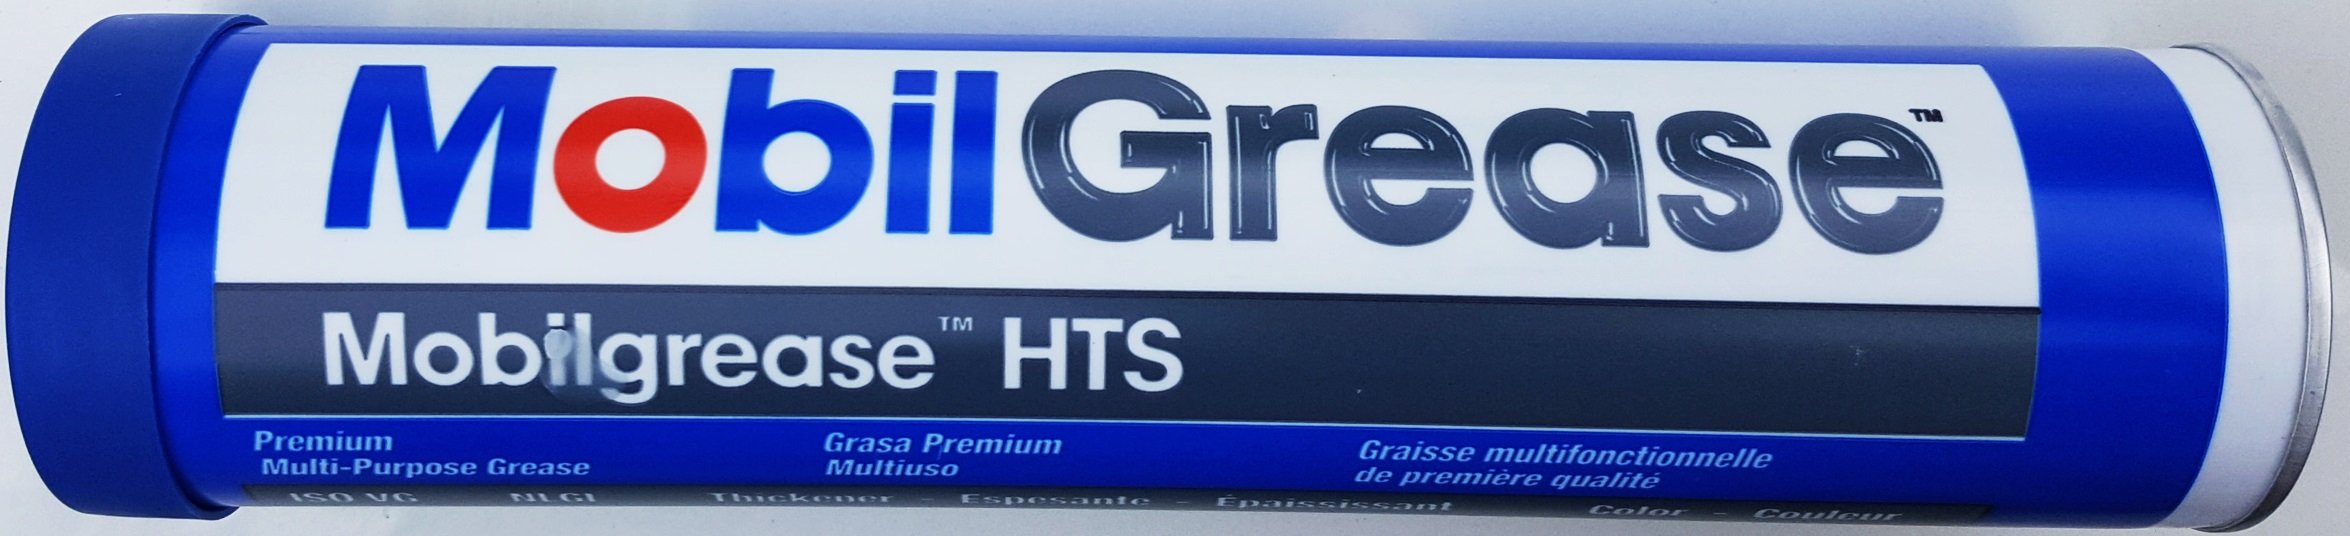 MobilGrease™
Mobilgrease™ HTS
Premium
Multi-Purpose Grease
Grasa Premium
Multiuso
Graisse multifonctionnelle
de première qualité
ISO VG NLGI Thickener - Espesante - Épaississant Color - Couleur